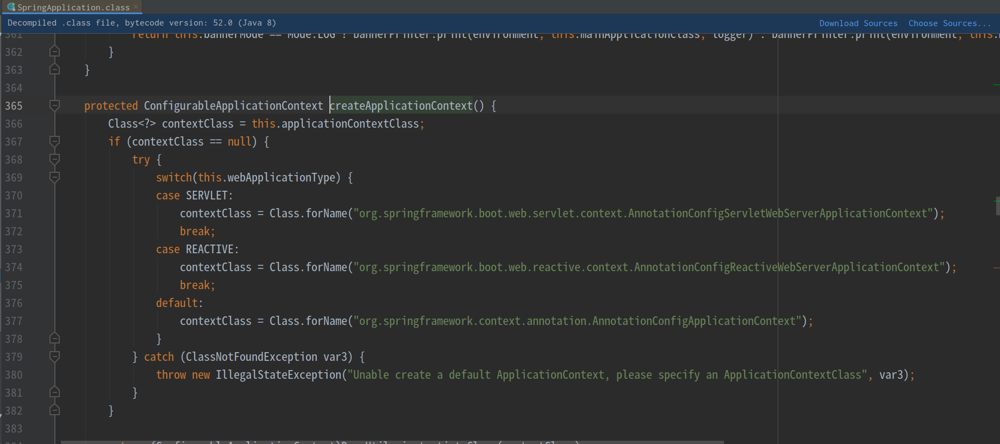 SpringApplication.class
Decompiled .class file, bytecode version: 52.0 (Java 8) Download Sources Choose Sources...
361 return this.bannerMode == Mode.LOG ? bannerPrinter.print(environment, this.mainApplicationClass, logger) : bannerPrinter.print(environment, this.
362 }
363 }
364
365 protected ConfigurableApplicationContext createApplicationContext() {
366 Class<?> contextClass = this.applicationContextClass;
367 if (contextClass == null) {
368 try {
369 switch(this.webApplicationType) {
370 case SERVLET:
371 contextClass = Class.forName("org.springframework.boot.web.servlet.context.AnnotationConfigServletWebServerApplicationContext");
372 break;
373 case REACTIVE:
374 contextClass = Class.forName("org.springframework.boot.web.reactive.context.AnnotationConfigReactiveWebServerApplicationContext");
375 break;
376 default:
377 contextClass = Class.forName("org.springframework.context.annotation.AnnotationConfigApplicationContext");
378 }
379 } catch (ClassNotFoundException var3) {
380 throw new IllegalStateException("Unable create a default ApplicationContext, please specify an ApplicationContextClass", var3);
381 }
382 }
383